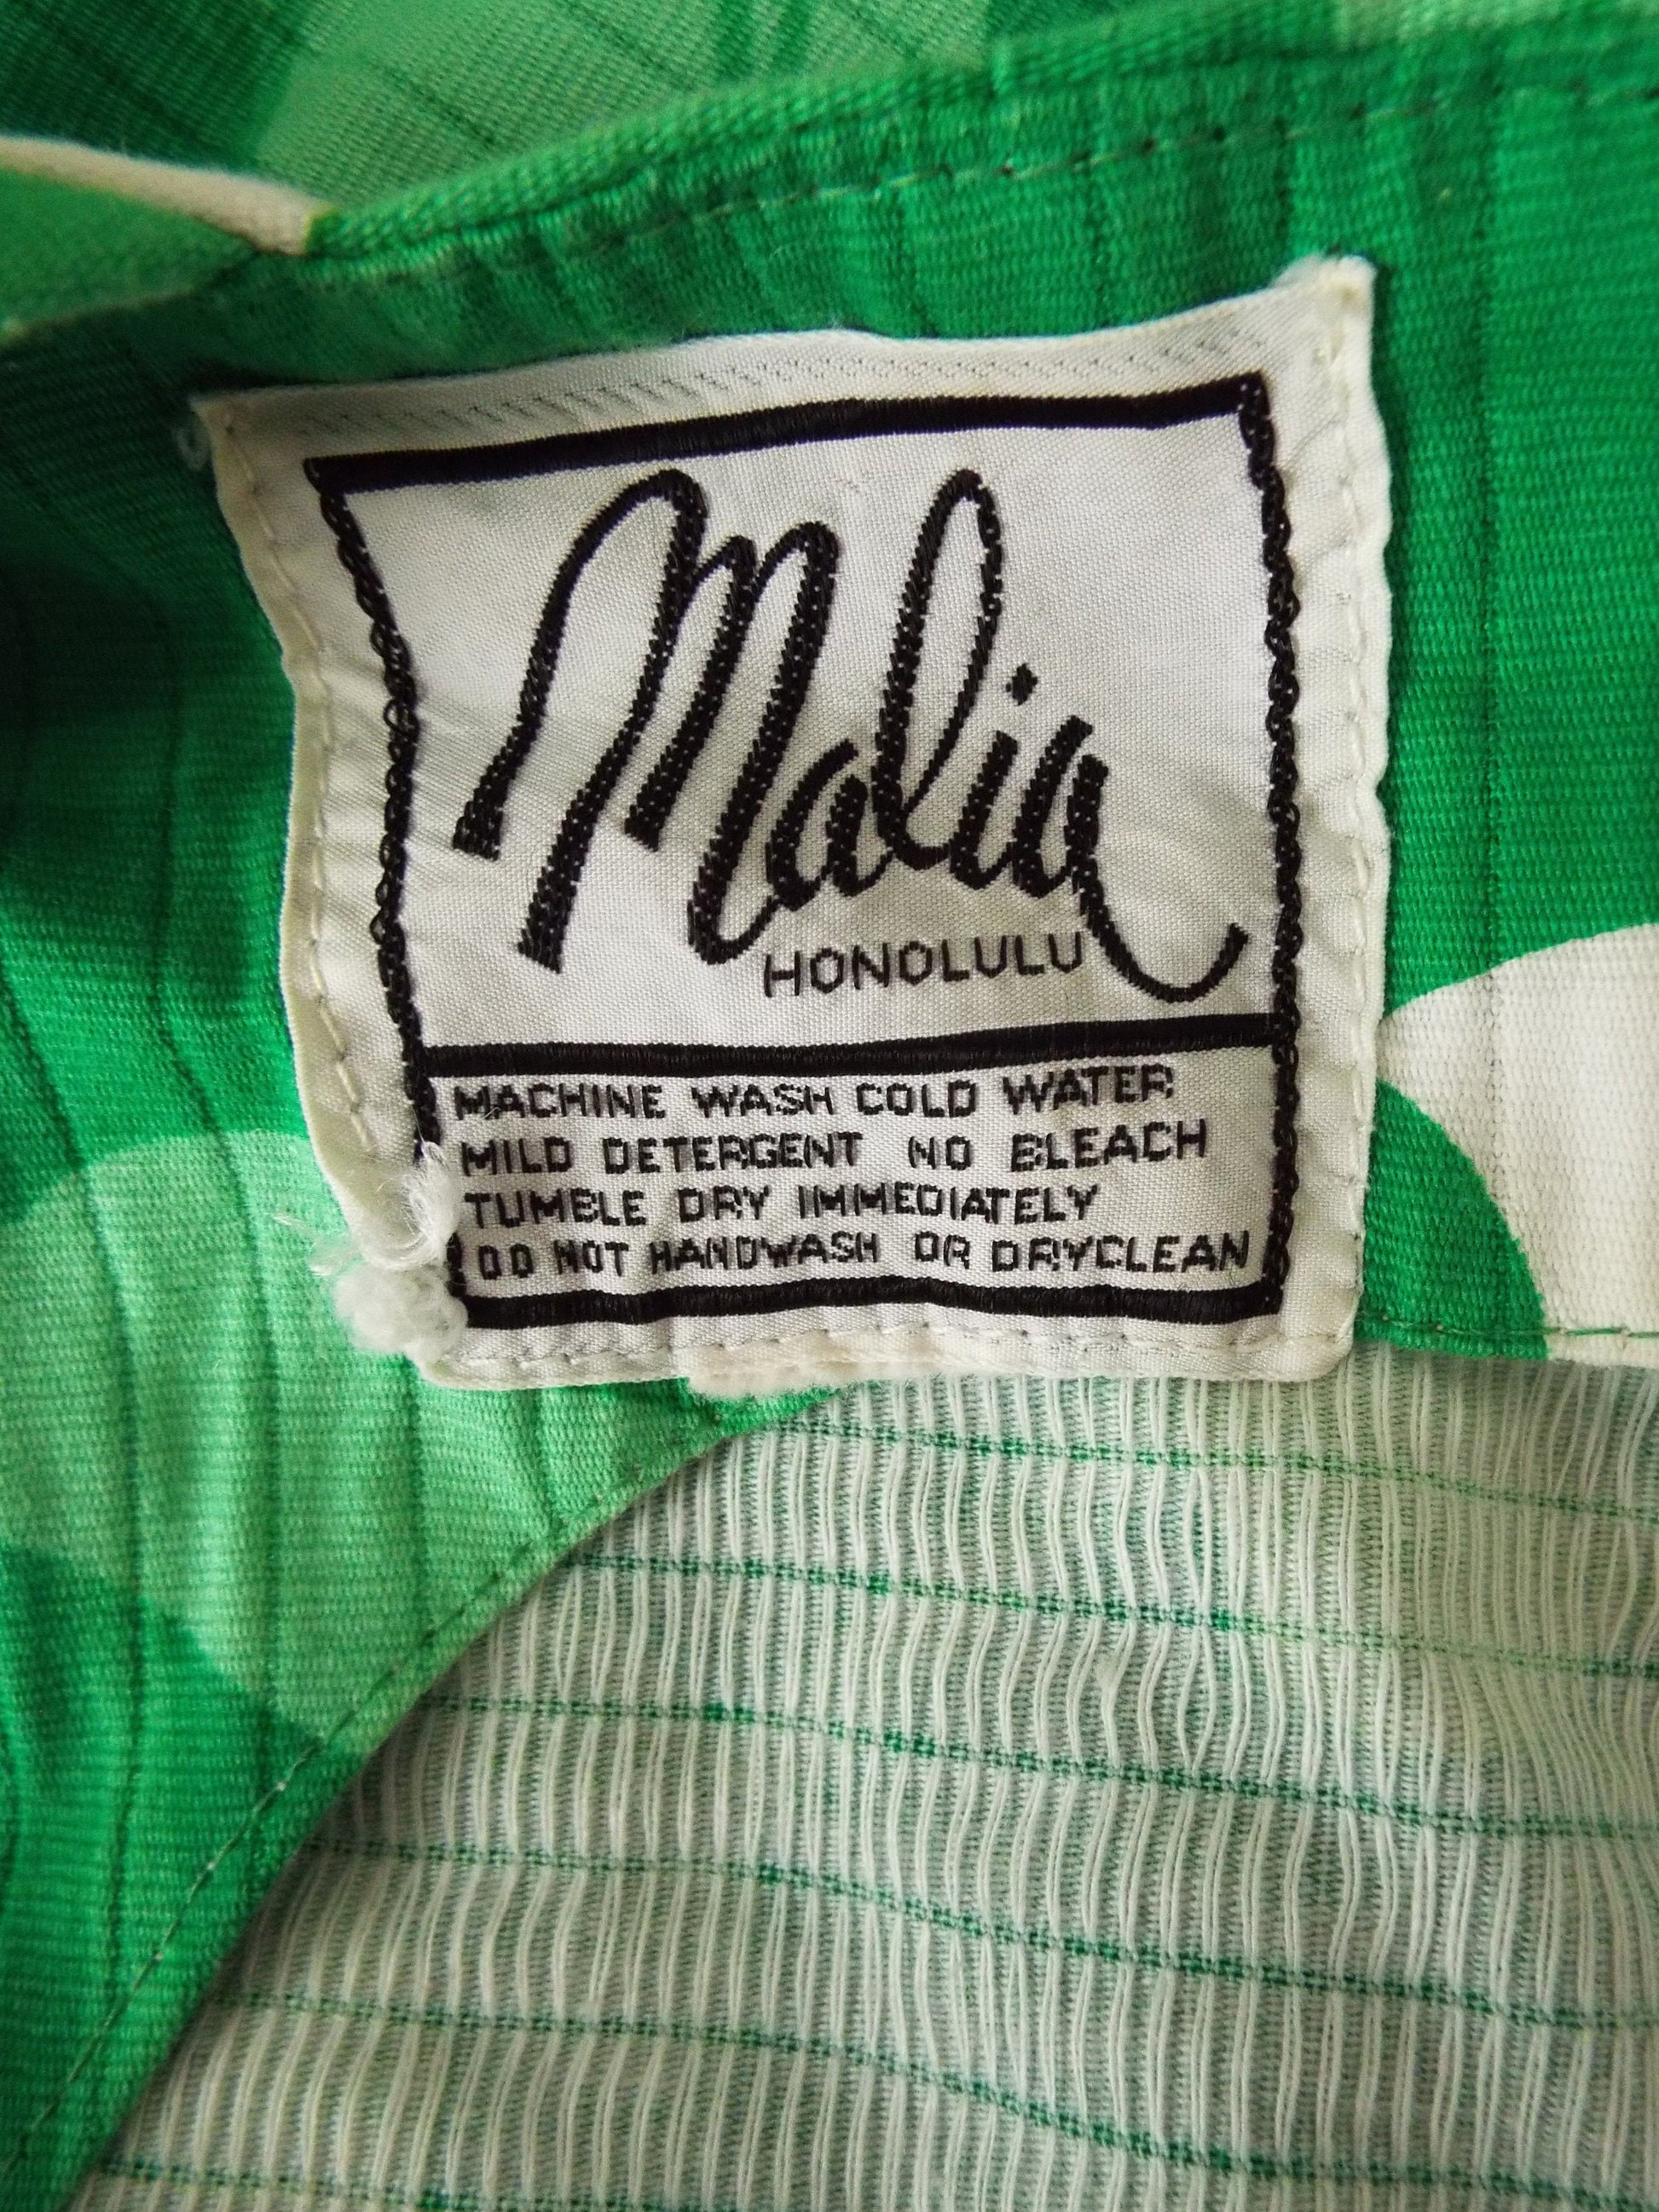 Malia
HONOLULU
MACHINE WASH COLD WATER
MILD DETERGENT NO BLEACH
TUMBLE DRY IMMEDIATELY
DO NOT HANDWASH OR DRYCLEAN